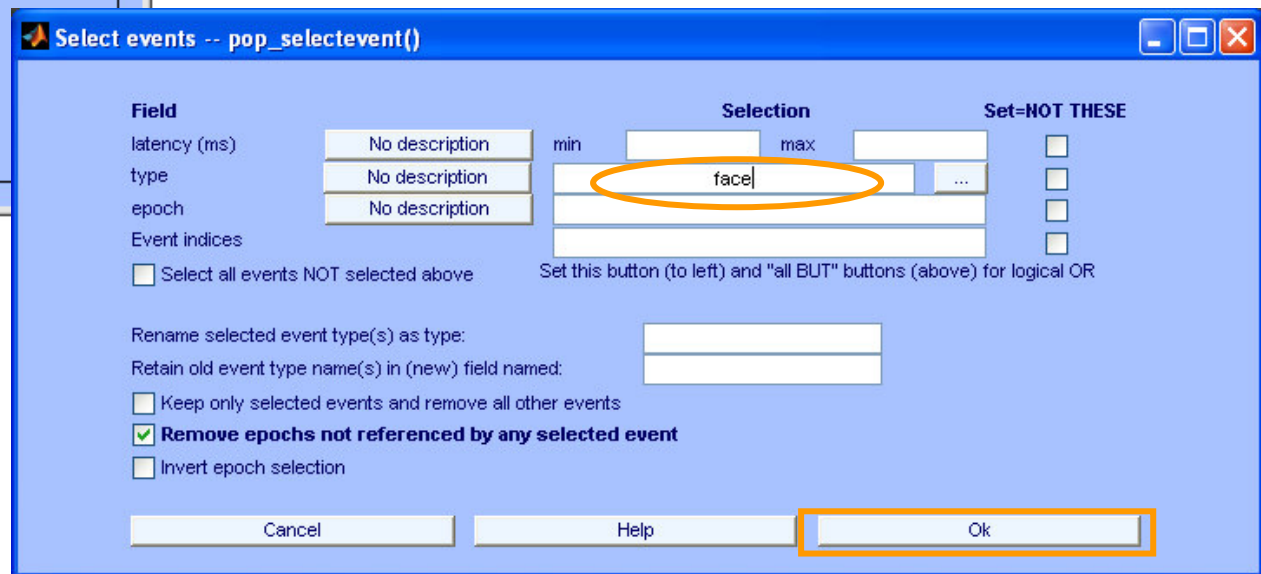 Select events -- pop_selectevent()
Field Selection Set=NOT THESE
latency (ms) No description min max
type No description face ...
epoch No description
Event indices
Select all events NOT selected above Set this button (to left) and "all BUT" buttons (above) for logical OR
Rename selected event type(s) as type:
Retain old event type name(s) in (new) field named:
Keep only selected events and remove all other events
Remove epochs not referenced by any selected event
Invert epoch selection
Cancel Help Ok